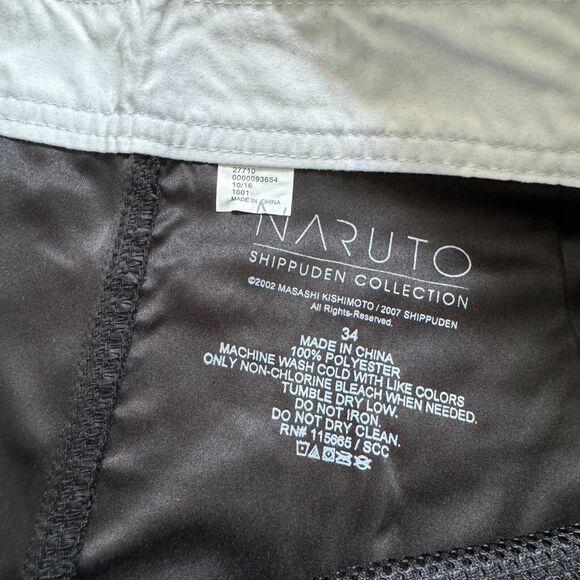 27710
0000093654
10/16
1601
MADE IN CHINA
NARUTO
SHIPPUDEN COLLECTION
©2002 MASASHI KISHIMOTO / 2007 SHIPPUDEN
All Rights Reserved.
34
MADE IN CHINA
100% POLYESTER
MACHINE WASH COLD WITH LIKE COLORS
ONLY NON-CHLORINE BLEACH WHEN NEEDED.
TUMBLE DRY LOW.
DO NOT IRON.
DO NOT DRY CLEAN.
RN# 115665 / SCC